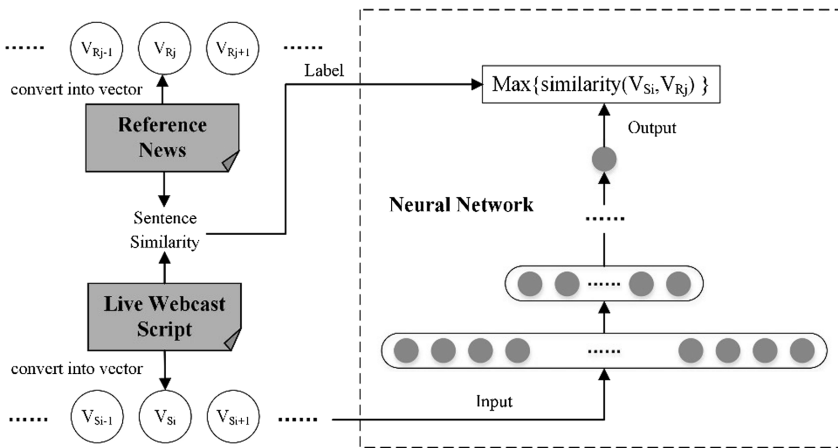 ...... V_{Rj-1} V_{Rj} V_{Rj+1} ......
convert into vector
Reference
News
Sentence
Similarity
Live Webcast
Script
convert into vector
...... V_{Si-1} V_{Si} V_{Si+1} ......
Label
Max{similarity(V_{Si},V_{Rj}) }
Output
Neural Network
......
......
......
Input